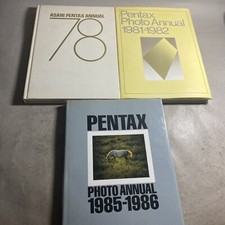 ASAHI PENTAX ANNUAL
78
Pentax
Photo Annual
1981-1982
PENTAX
PHOTO ANNUAL
1985-1986